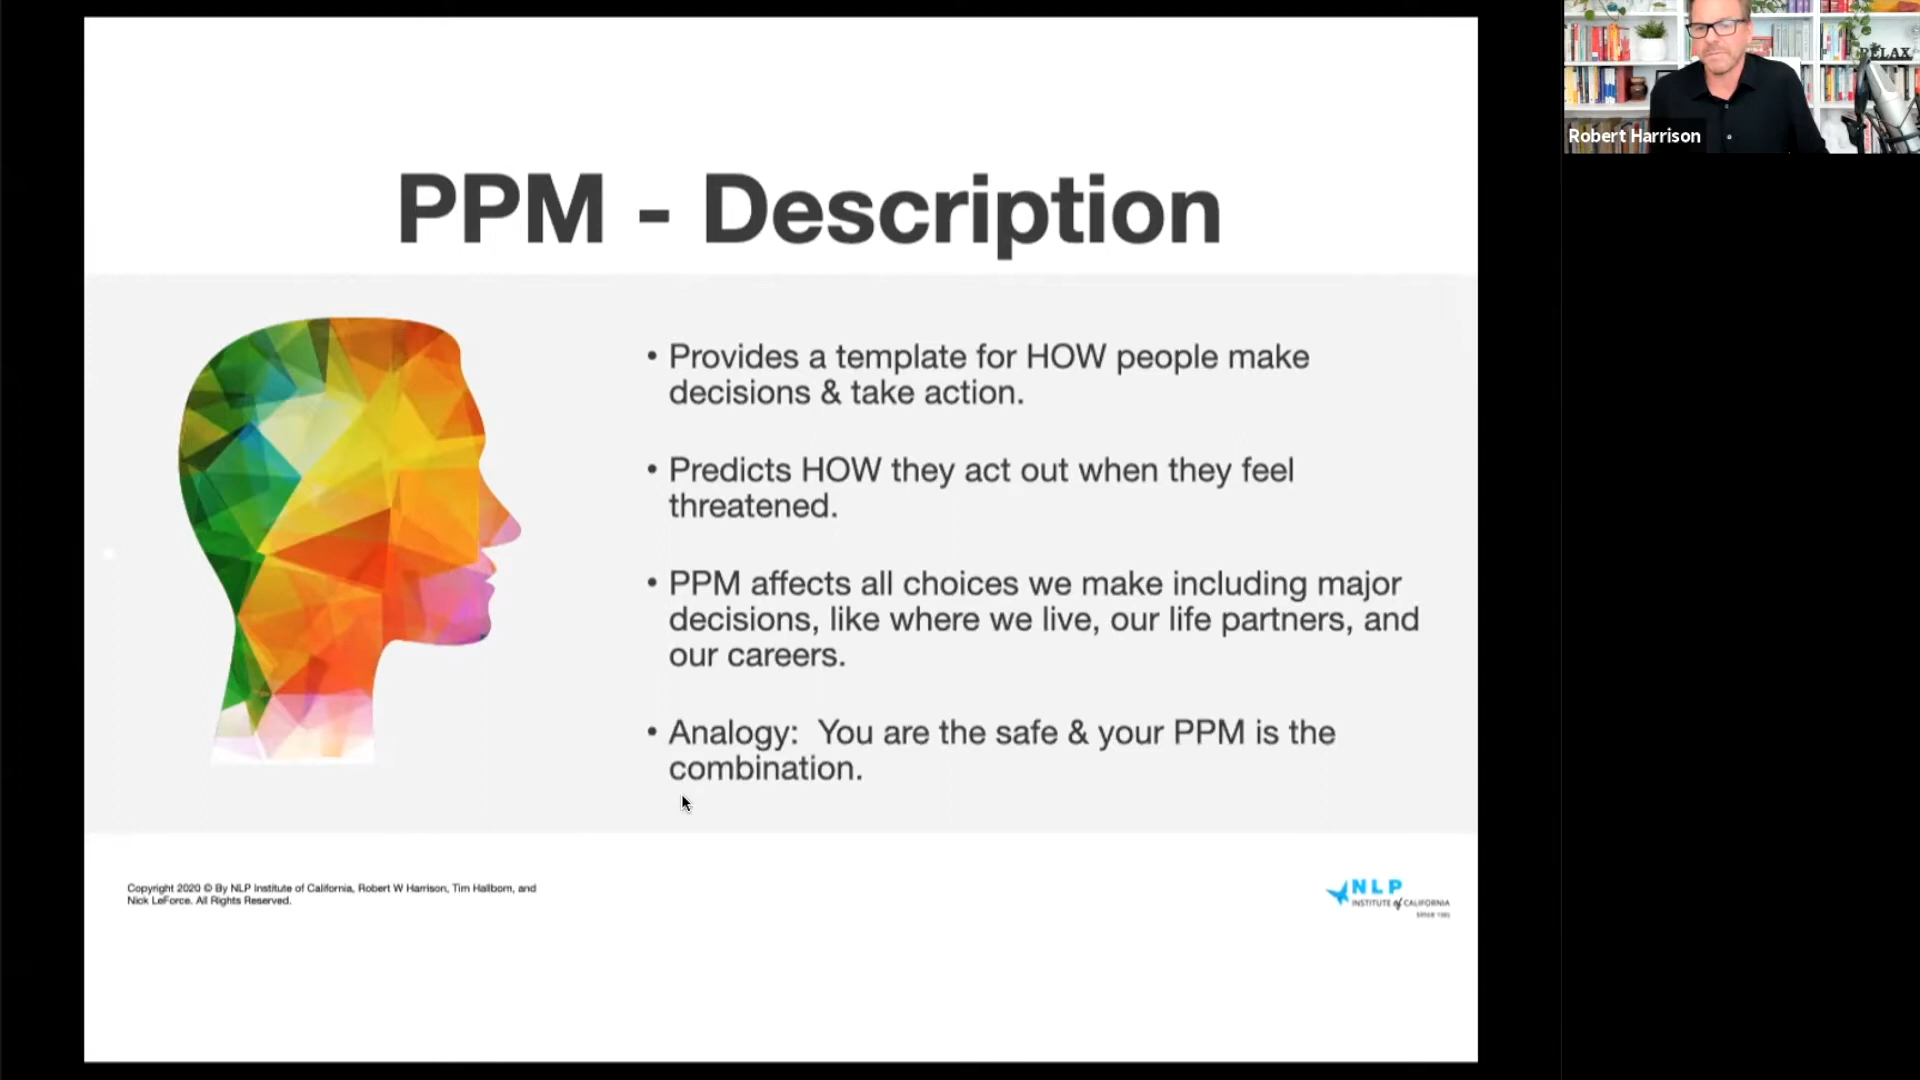 RELAX
Robert Harrison
PPM - Description
• Provides a template for HOW people make
decisions & take action.
• Predicts HOW they act out when they feel
threatened.
• PPM affects all choices we make including major
decisions, like where we live, our life partners, and
our careers.
• Analogy:  You are the safe & your PPM is the
combination.
Copyright 2020 © By NLP Institute of California, Robert W Harrison, Tim Hallbom, and
Nick LeForce. All Rights Reserved.
NLP
INSTITUTE of CALIFORNIA